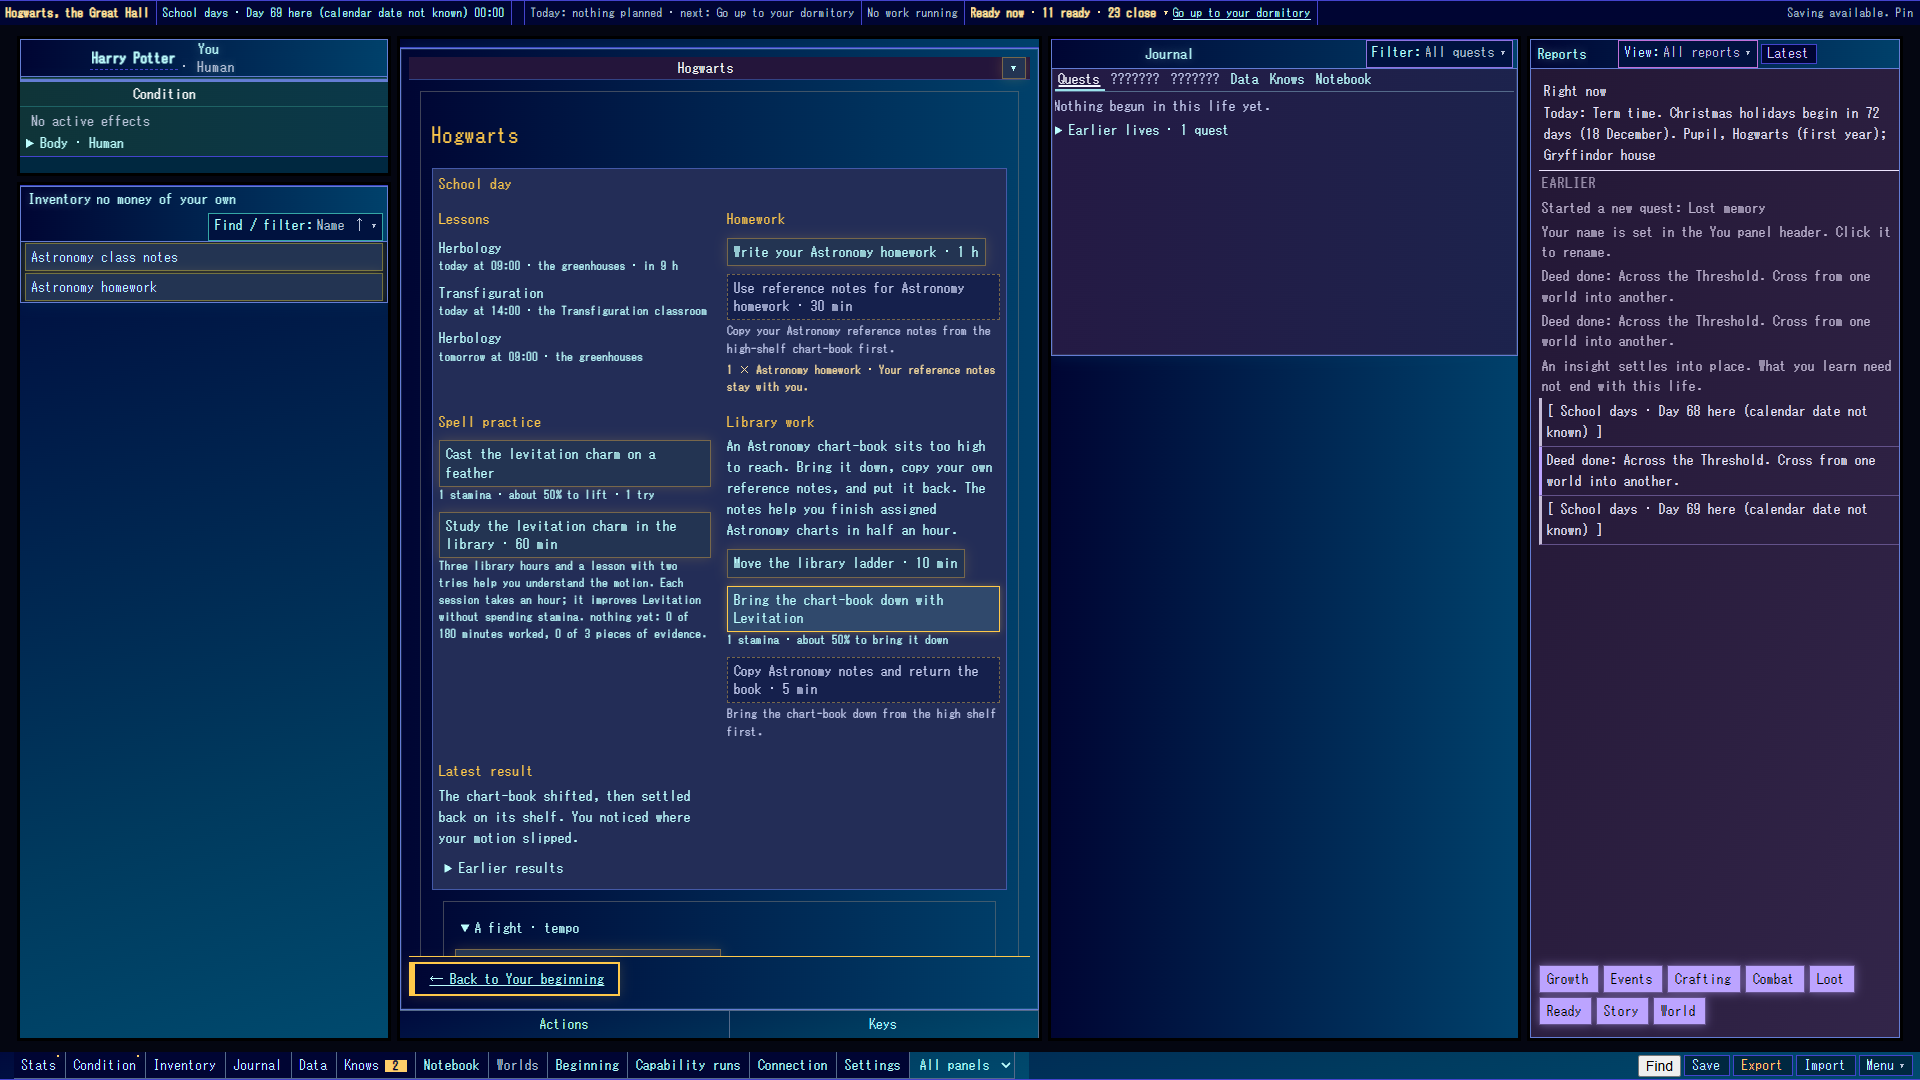 Hogwarts, the Great Hall
School days · Day 69 here (calendar date not known) 00:00
Today: nothing planned · next: Go up to your dormitory
No work running
Ready now · 11 ready · 23 close ▾ Go up to your dormitory
Saving available. Pin
Harry Potter · You
Human
Condition
No active effects
▶ Body · Human
Inventory no money of your own
Find / filter: Name ↑ ▾
Astronomy class notes
Astronomy homework
Hogwarts
▾
Hogwarts
School day
Lessons
Herbology
today at 09:00 · the greenhouses · in 9 h
Transfiguration
today at 14:00 · the Transfiguration classroom
Herbology
tomorrow at 09:00 · the greenhouses
Homework
Write your Astronomy homework · 1 h
Use reference notes for Astronomy
homework · 30 min
Copy your Astronomy reference notes from the
high-shelf chart-book first.
1 × Astronomy homework · Your reference notes
stay with you.
Spell practice
Cast the levitation charm on a
feather
1 stamina · about 50% to lift · 1 try
Study the levitation charm in the
library · 60 min
Three library hours and a lesson with two
tries help you understand the motion. Each
session takes an hour; it improves Levitation
without spending stamina. nothing yet: 0 of
180 minutes worked, 0 of 3 pieces of evidence.
Library work
An Astronomy chart-book sits too high
to reach. Bring it down, copy your own
reference notes, and put it back. The
notes help you finish assigned
Astronomy charts in half an hour.
Move the library ladder · 10 min
Bring the chart-book down with
Levitation
1 stamina · about 50% to bring it down
Copy Astronomy notes and return the
book · 5 min
Bring the chart-book down from the high shelf
first.
Latest result
The chart-book shifted, then settled
back on its shelf. You noticed where
your motion slipped.
▶ Earlier results
▼ A fight · tempo
← Back to Your beginning
Actions
Keys
Journal
Filter: All quests ▾
Quests ??????? ??????? Data Knows Notebook
Nothing begun in this life yet.
▶ Earlier lives · 1 quest
Reports
View: All reports ▾
Latest
Right now
Today: Term time. Christmas holidays begin in 72
days (18 December). Pupil, Hogwarts (first year);
Gryffindor house
EARLIER
Started a new quest: Lost memory
Your name is set in the You panel header. Click it
to rename.
Deed done: Across the Threshold. Cross from one
world into another.
Deed done: Across the Threshold. Cross from one
world into another.
An insight settles into place. What you learn need
not end with this life.
[ School days · Day 68 here (calendar date not
known) ]
Deed done: Across the Threshold. Cross from one
world into another.
[ School days · Day 69 here (calendar date not
known) ]
Growth Events Crafting Combat Loot
Ready Story World
Stats Condition Inventory Journal Data Knows 2 Notebook Worlds Beginning Capability runs Connection Settings All panels
Find Save Export Import Menu ▾